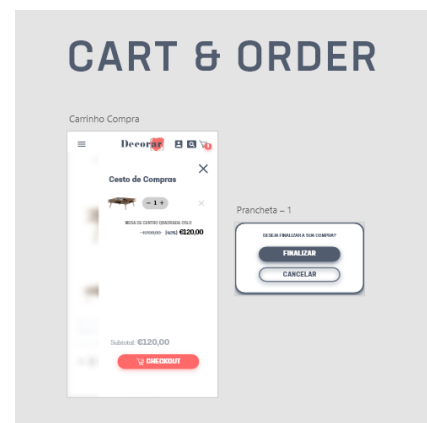 CART & ORDER
Carrinho Compra
Decorar
Cesto de Compras
− 1 +
€120,00
Subtotal: €120,00
CHECKOUT
Prancheta – 1
DESEJA FINALIZAR A SUA COMPRA?
FINALIZAR
CANCELAR